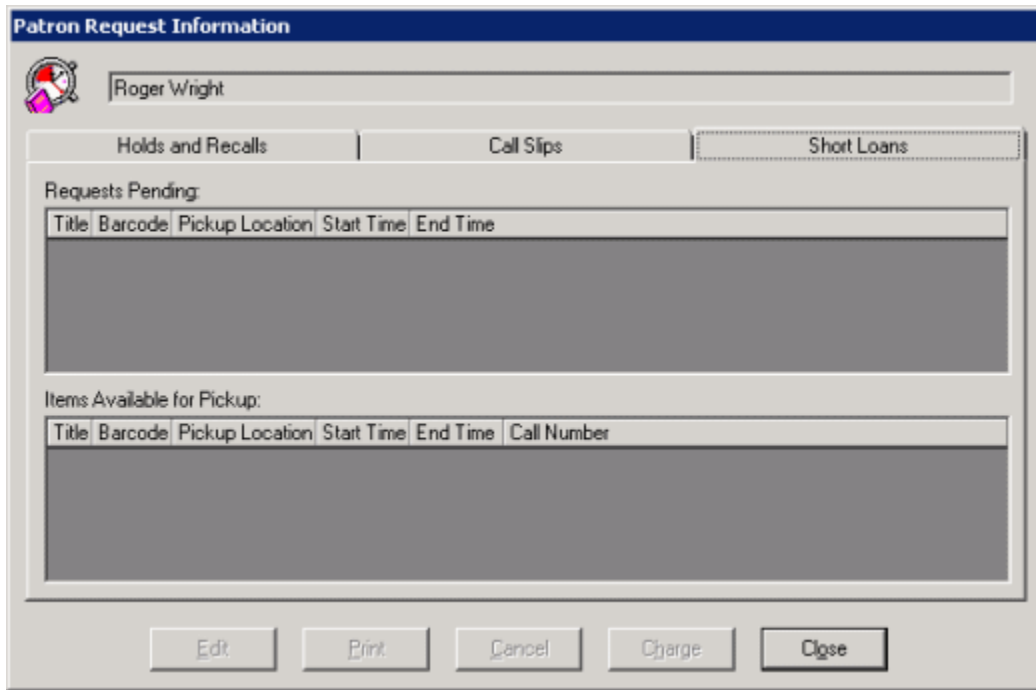 Patron Request Information
Roger Wright
Holds and Recalls Call Slips Short Loans
Requests Pending:
Title Barcode Pickup Location Start Time End Time
Items Available for Pickup:
Title Barcode Pickup Location Start Time End Time Call Number
Edit Print Cancel Charge Close